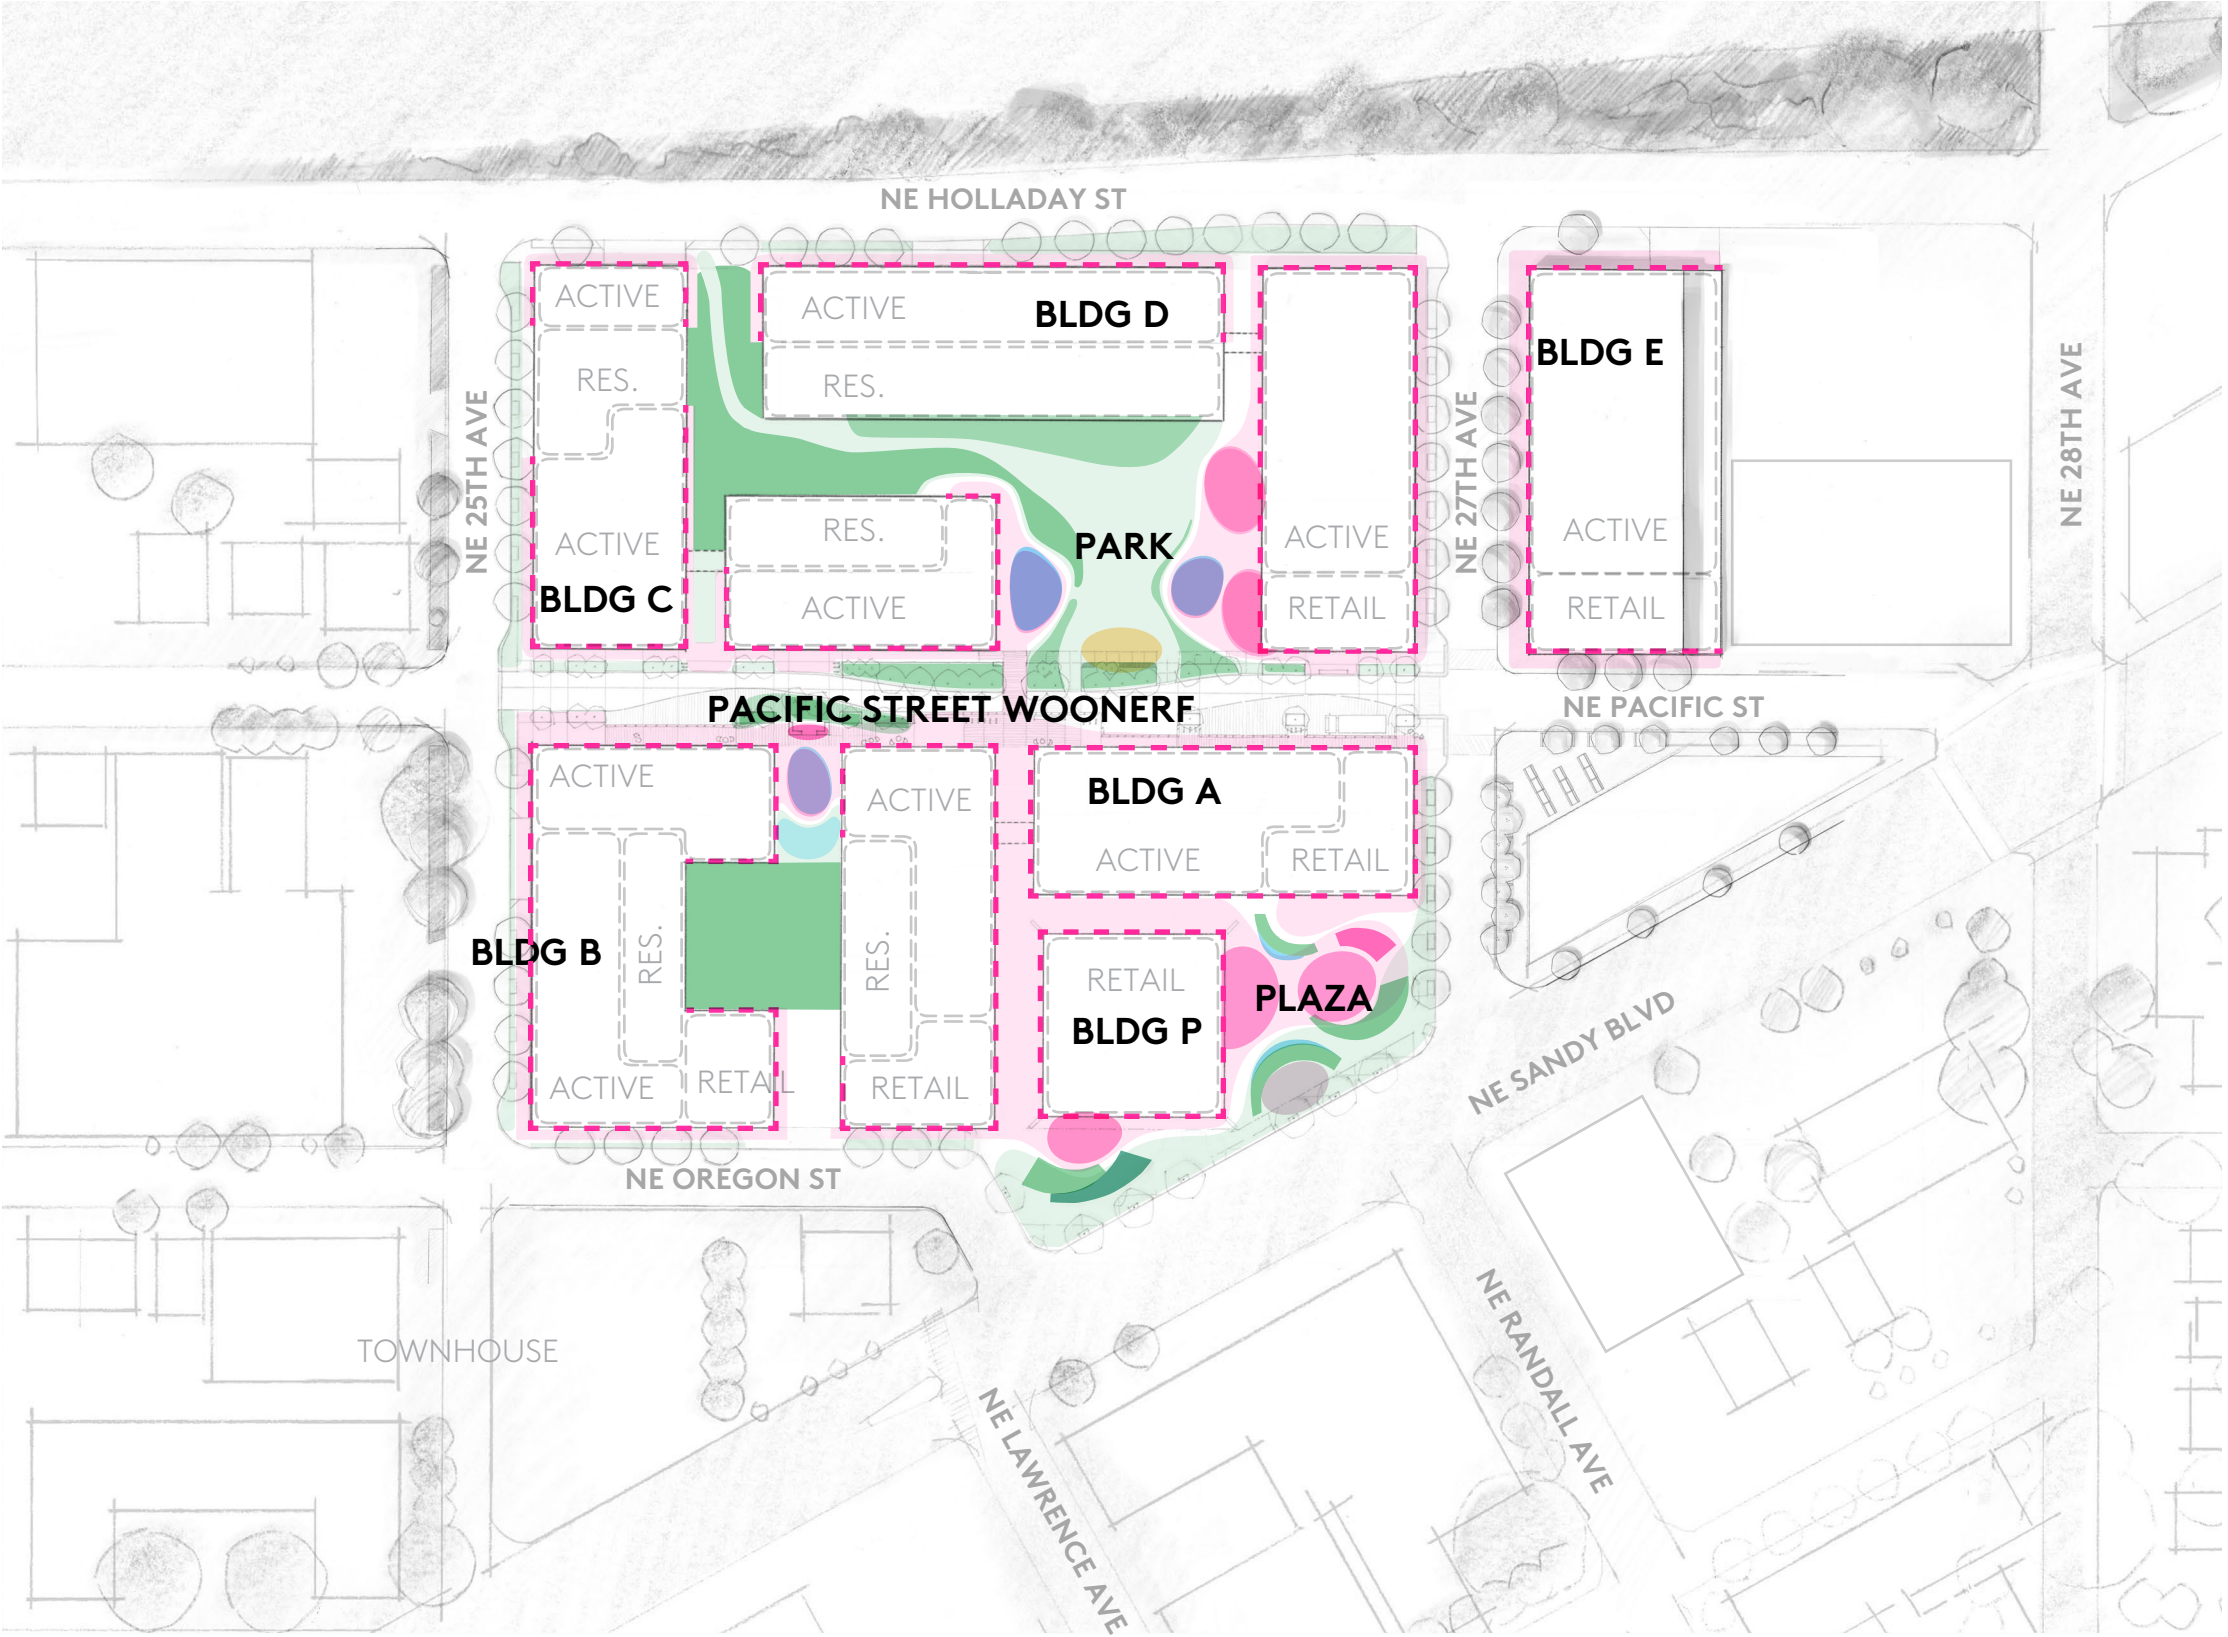 NE HOLLADAY ST
ACTIVE
ACTIVE
BLDG D
RES.
RES.
BLDG E
NE 25TH AVE
NE 27TH AVE
NE 28TH AVE
ACTIVE
RES.
PARK
ACTIVE
ACTIVE
BLDG C
ACTIVE
RETAIL
RETAIL
PACIFIC STREET WOONERF
NE PACIFIC ST
ACTIVE
ACTIVE
BLDG A
ACTIVE
RETAIL
BLDG B
RES.
RES.
RETAIL
BLDG P
PLAZA
ACTIVE
RETAIL
RETAIL
NE SANDY BLVD
NE OREGON ST
TOWNHOUSE
NE LAWRENCE AVE
NE RANDALL AVE